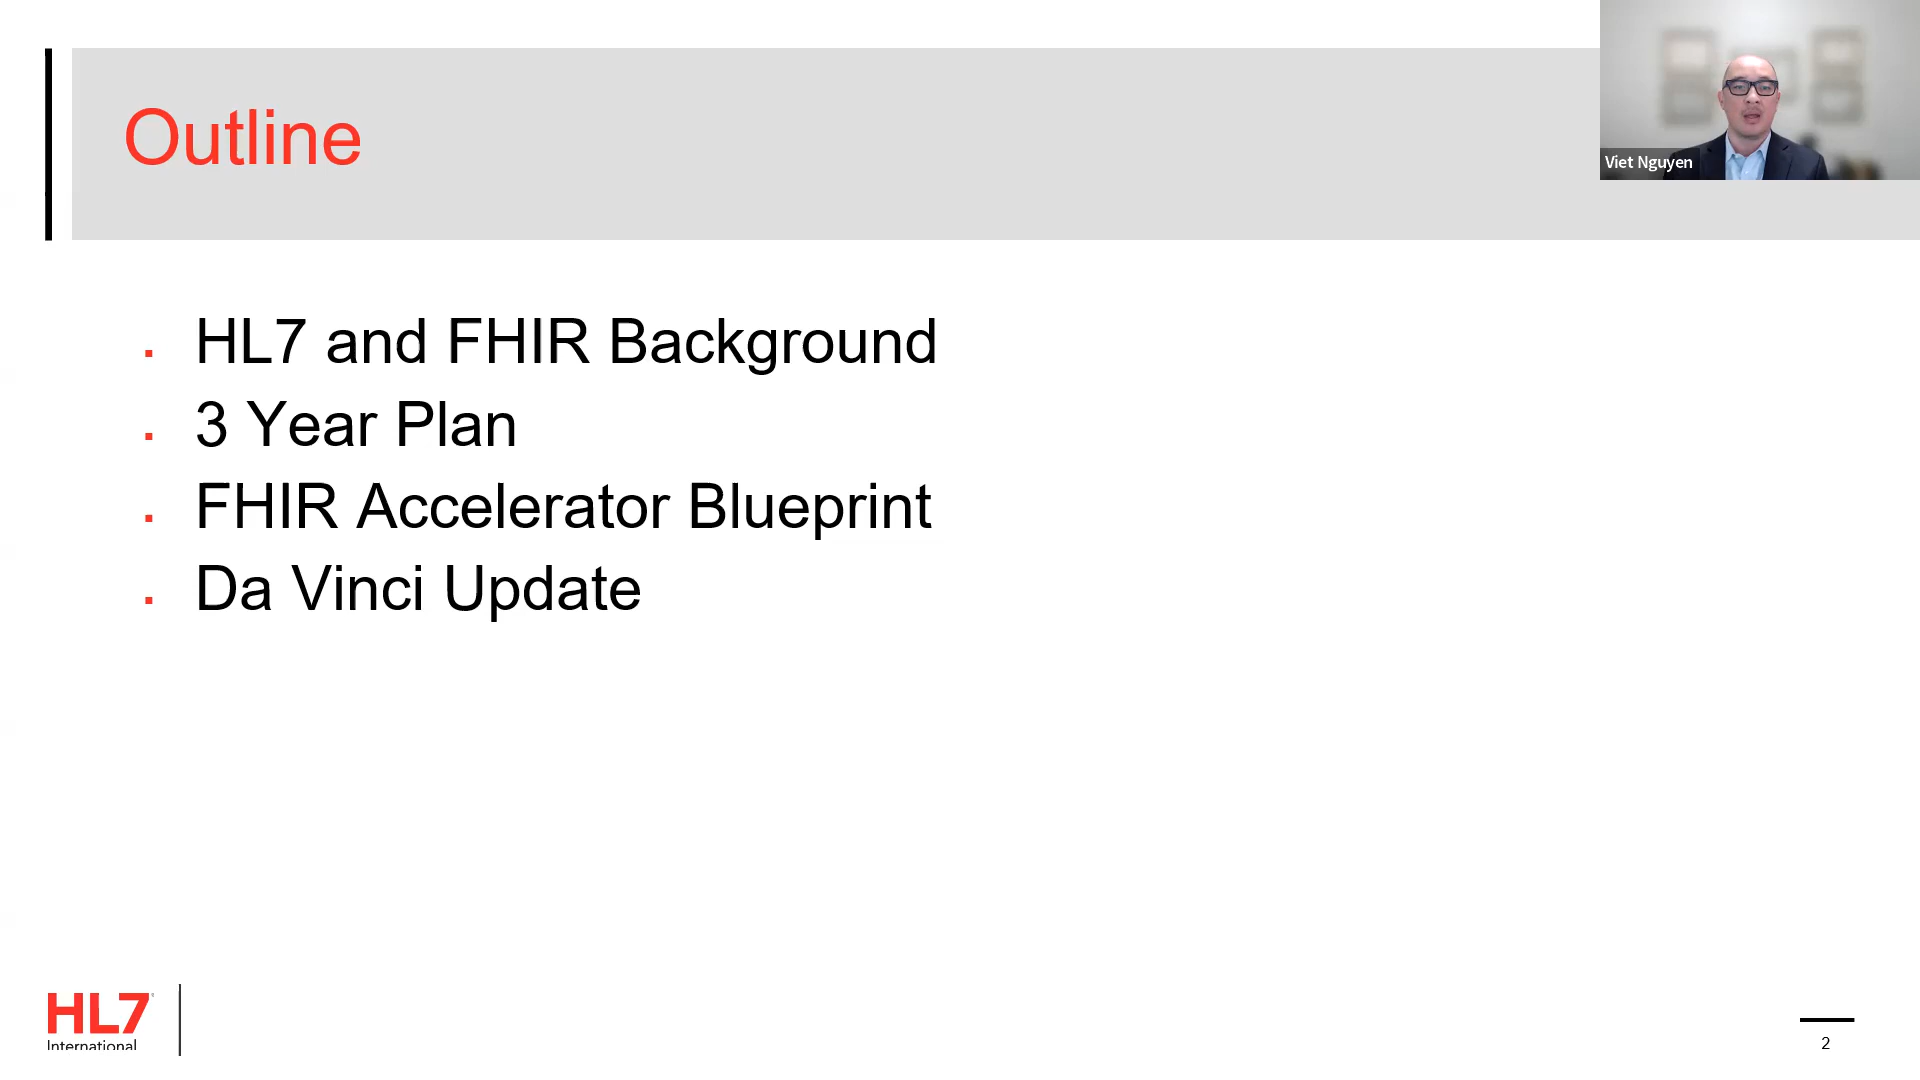 Outline
Viet Nguyen
HL7 and FHIR Background
3 Year Plan
FHIR Accelerator Blueprint
Da Vinci Update
HL7
International
2